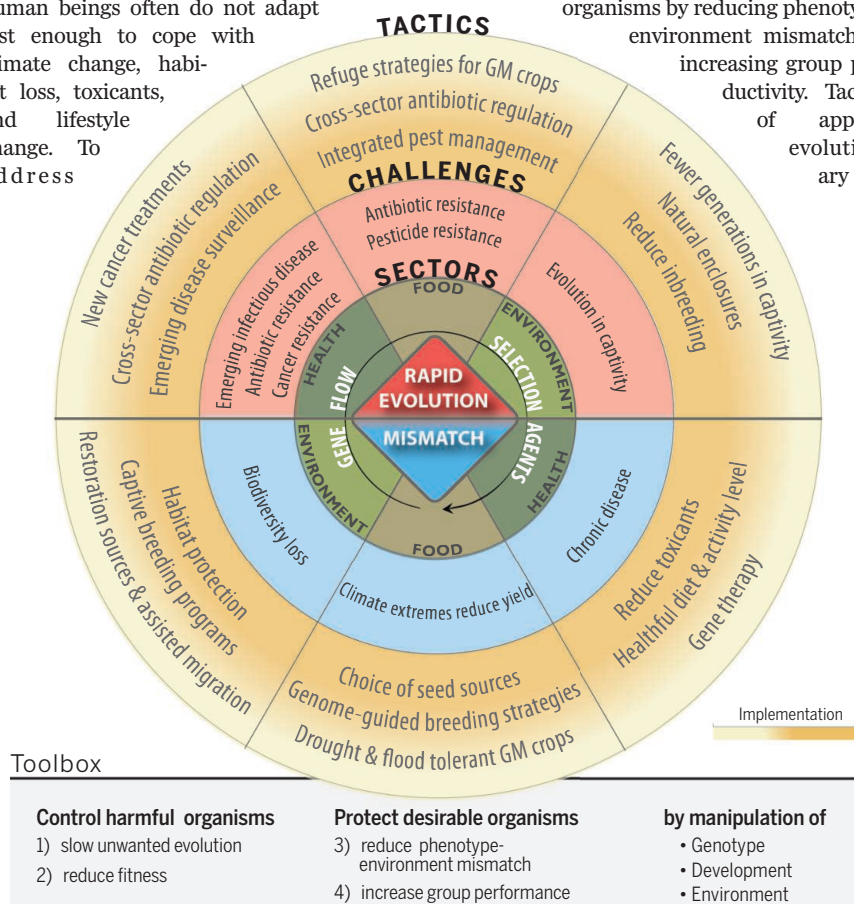 uman beings often do not adapt
st enough to cope with
imate change, habi-
t loss, toxicants,
nd lifestyle
ange. To
ddress
organisms by reducing phenoty
environment mismatch
increasing group p
ductivity. Tac
of app
evoluti
ary
TACTICS
Refuge strategies for GM crops
Cross-sector antibiotic regulation
Integrated pest management
CHALLENGES
Antibiotic resistance
Pesticide resistance
SECTORS
FOOD
New cancer treatments
Cross-sector antibiotic regulation
Emerging disease surveillance
Emerging infectious disease
Antibiotic resistance
Cancer resistance
HEALTH
Fewer generations in captivity
Natural enclosures
Reduce inbreeding
Evolution in captivity
ENVIRONMENT
GENE FLOW
SELECTION AGENTS
RAPID
EVOLUTION
MISMATCH
ENVIRONMENT
Biodiversity loss
Habitat protection
Captive breeding programs
Restoration sources & assisted migration
HEALTH
Chronic disease
Reduce toxicants
Healthful diet & activity level
Gene therapy
FOOD
Climate extremes reduce yield
Choice of seed sources
Genome-guided breeding strategies
Drought & flood tolerant GM crops
Implementation
Toolbox
Control harmful organisms
1) slow unwanted evolution
2) reduce fitness
Protect desirable organisms
3) reduce phenotype-
environment mismatch
4) increase group performance
by manipulation of
• Genotype
• Development
• Environment